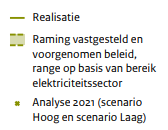 Realisatie
Raming vastgesteld en
voorgenomen beleid,
range op basis van bereik
elektriciteitssector
Analyse 2021 (scenario
Hoog en scenario Laag)